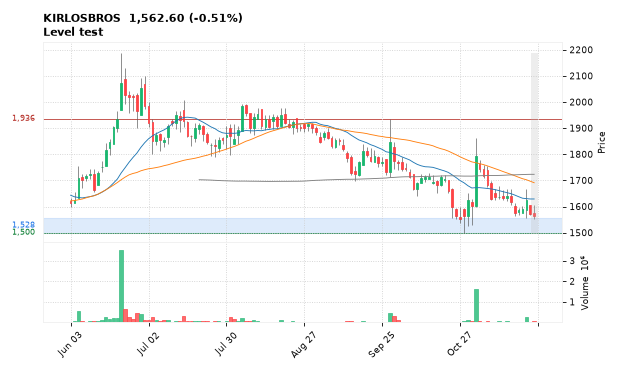 KIRLOSBROS 1,562.60 (-0.51%)
Level test
2200
2100
2000
1,936
1900
1800
1700
1600
1,528
1,500
1500
Price
3
2
1
Volume 10⁶
Jun 03
Jul 02
Jul 30
Aug 27
Sep 25
Oct 27